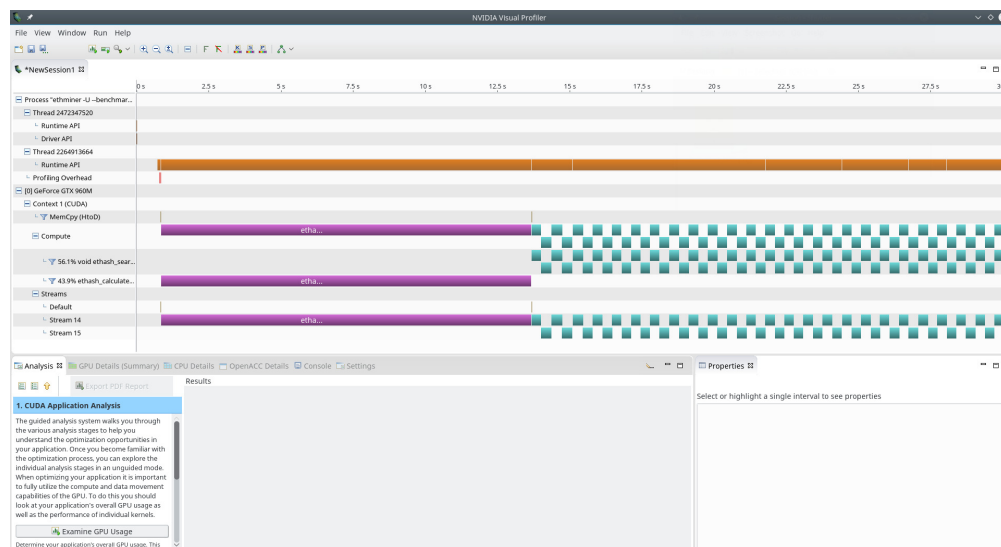 NVIDIA Visual Profiler
File View Window Run Help
*NewSession1
0 s 2.5 s 5 s 7.5 s 10 s 12.5 s 15 s 17.5 s 20 s 22.5 s 25 s 27.5 s 3
Process "ethminer -U --benchmar...
Thread 2472347520
Runtime API
Driver API
Thread 2264913664
Runtime API
Profiling Overhead
[0] GeForce GTX 960M
Context 1 (CUDA)
MemCpy (HtoD)
Compute
etha...
56.1% void ethash_sear...
43.9% ethash_calculate...
etha...
Streams
Default
Stream 14
etha...
Stream 15
Analysis GPU Details (Summary) CPU Details OpenACC Details Console Settings
Properties
Export PDF Report
Results
Select or highlight a single interval to see properties
1. CUDA Application Analysis
The guided analysis system walks you through
the various analysis stages to help you
understand the optimization opportunities in
your application. Once you become familiar with
the optimization process, you can explore the
individual analysis stages in an unguided mode.
When optimizing your application it is important
to fully utilize the compute and data movement
capabilities of the GPU. To do this you should
look at your application's overall GPU usage as
well as the performance of individual kernels.
Examine GPU Usage
Determine your application's overall GPU usage. This